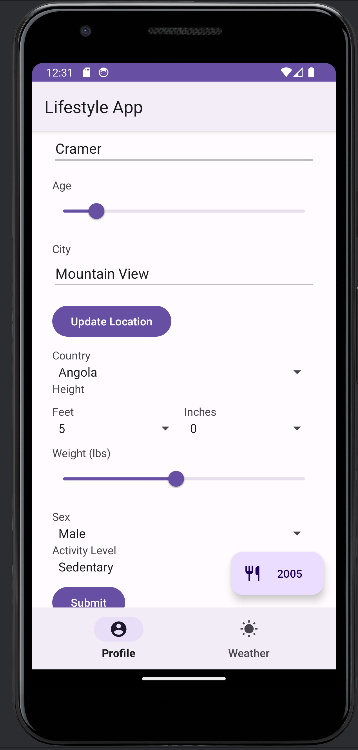 12:31
Lifestyle App
Cramer
Age
City
Mountain View
Update Location
Country
Angola
Height
Feet Inches
5 0
Weight (lbs)
Sex
Male
Activity Level
Sedentary
2005
Submit
Profile Weather